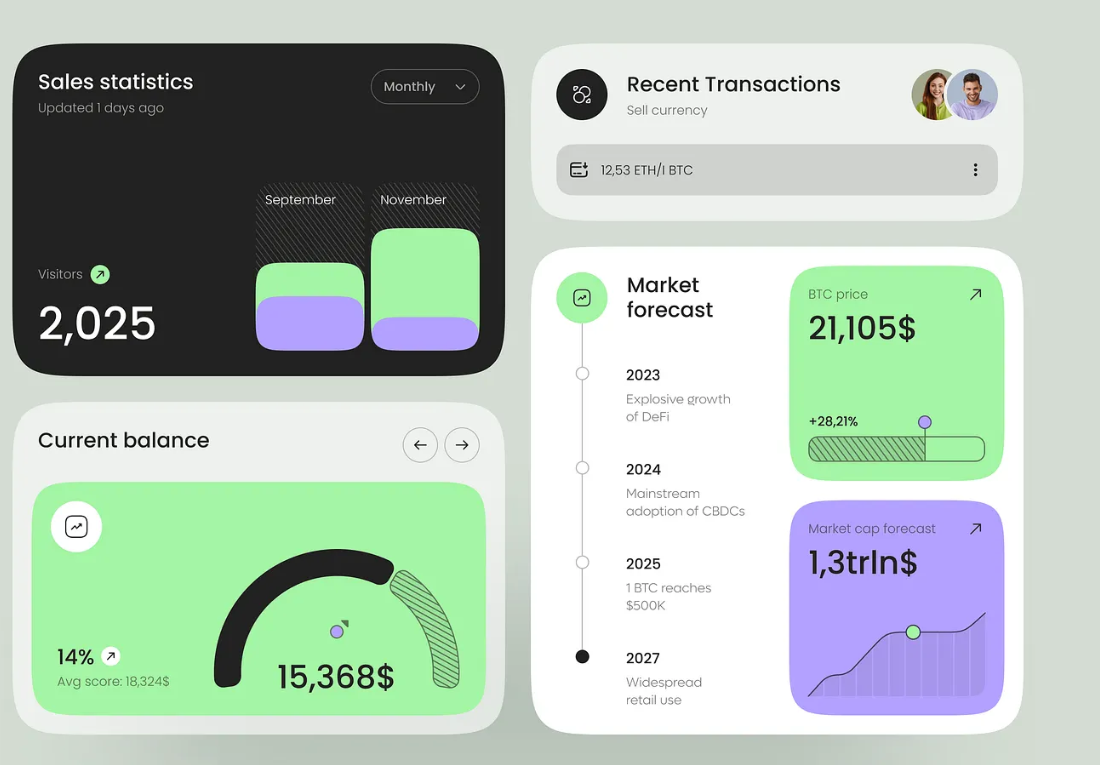 Sales statistics
Updated 1 days ago
Monthly
September
November
Visitors
2,025
Current balance
14%
Avg score: 18,324$
15,368$
Recent Transactions
Sell currency
12,53 ETH/I BTC
Market
forecast
2023
Explosive growth
of DeFi
2024
Mainstream
adoption of CBDCs
2025
1 BTC reaches
$500K
2027
Widespread
retail use
BTC price
21,105$
+28,21%
Market cap forecast
1,3trln$